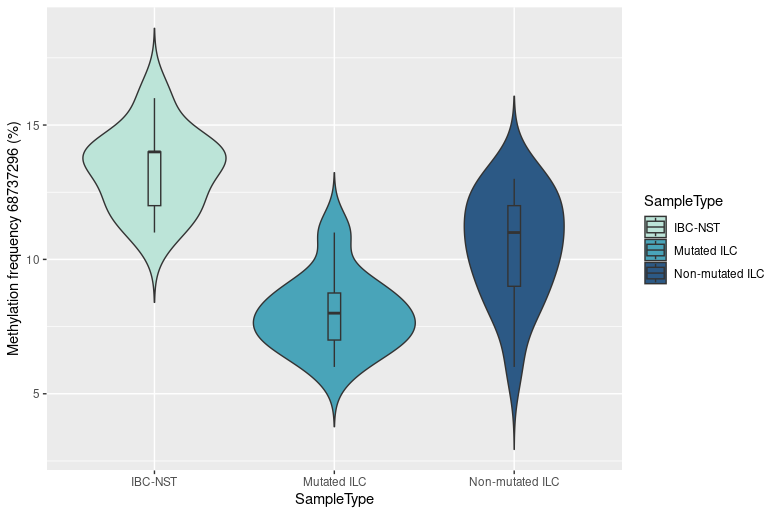 Methylation frequency 68737296 (%)
15
10
5
IBC-NST
Mutated ILC
Non-mutated ILC
SampleType
SampleType
IBC-NST
Mutated ILC
Non-mutated ILC